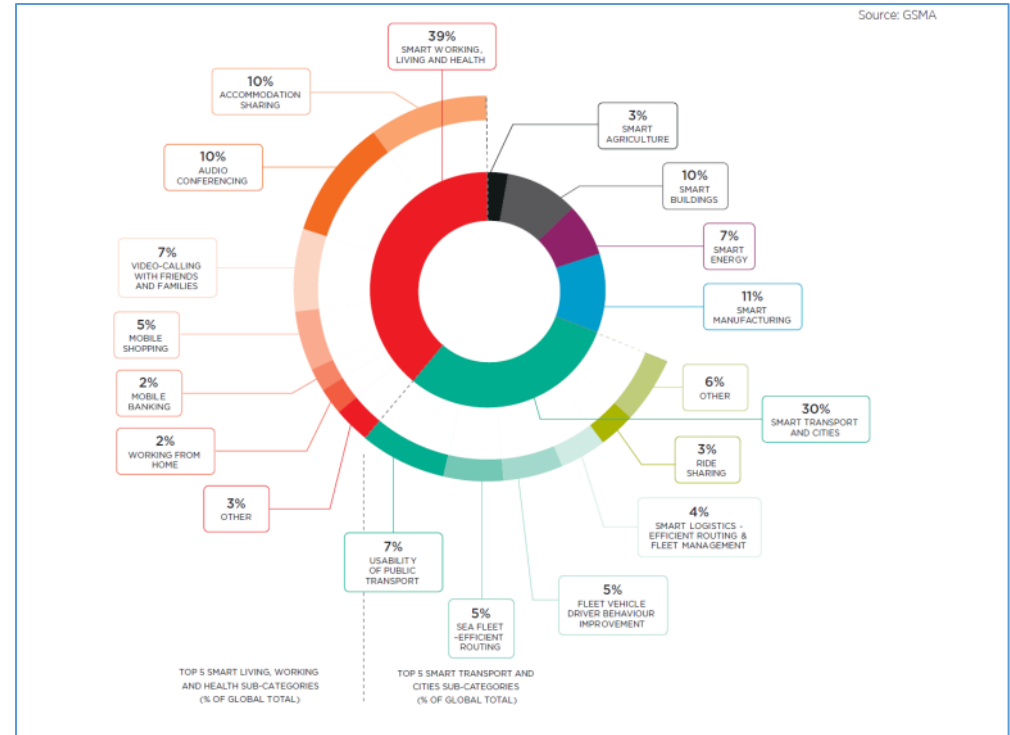 Source: GSMA
39%
SMART WORKING,
LIVING AND HEALTH
10%
ACCOMMODATION
SHARING
10%
AUDIO
CONFERENCING
7%
VIDEO-CALLING
WITH FRIENDS
AND FAMILIES
5%
MOBILE
SHOPPING
2%
MOBILE
BANKING
2%
WORKING FROM
HOME
3%
OTHER
3%
SMART
AGRICULTURE
10%
SMART
BUILDINGS
7%
SMART
ENERGY
11%
SMART
MANUFACTURING
30%
SMART TRANSPORT
AND CITIES
6%
OTHER
3%
RIDE
SHARING
4%
SMART LOGISTICS -
EFFICIENT ROUTING &
FLEET MANAGEMENT
5%
FLEET VEHICLE
DRIVER BEHAVIOUR
IMPROVEMENT
5%
SEA FLEET
-EFFICIENT
ROUTING
7%
USABILITY
OF PUBLIC
TRANSPORT
TOP 5 SMART LIVING, WORKING
AND HEALTH SUB-CATEGORIES
(% OF GLOBAL TOTAL)
TOP 5 SMART TRANSPORT AND
CITIES SUB-CATEGORIES
(% OF GLOBAL TOTAL)